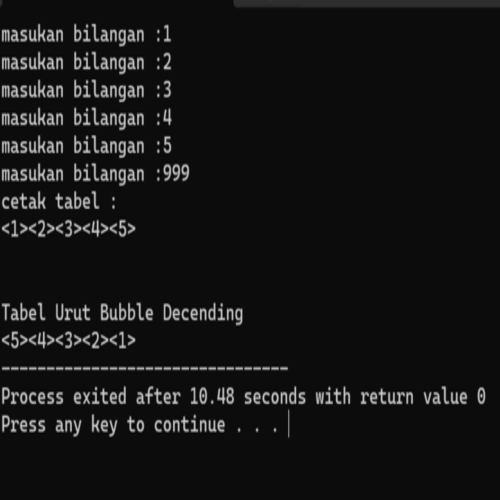 masukan bilangan :1
masukan bilangan :2
masukan bilangan :3
masukan bilangan :4
masukan bilangan :5
masukan bilangan :999
cetak tabel :
<1><2><3><4><5>
Tabel Urut Bubble Decending
<5><4><3><2><1>
--------------------------------
Process exited after 10.48 seconds with return value 0
Press any key to continue . . .